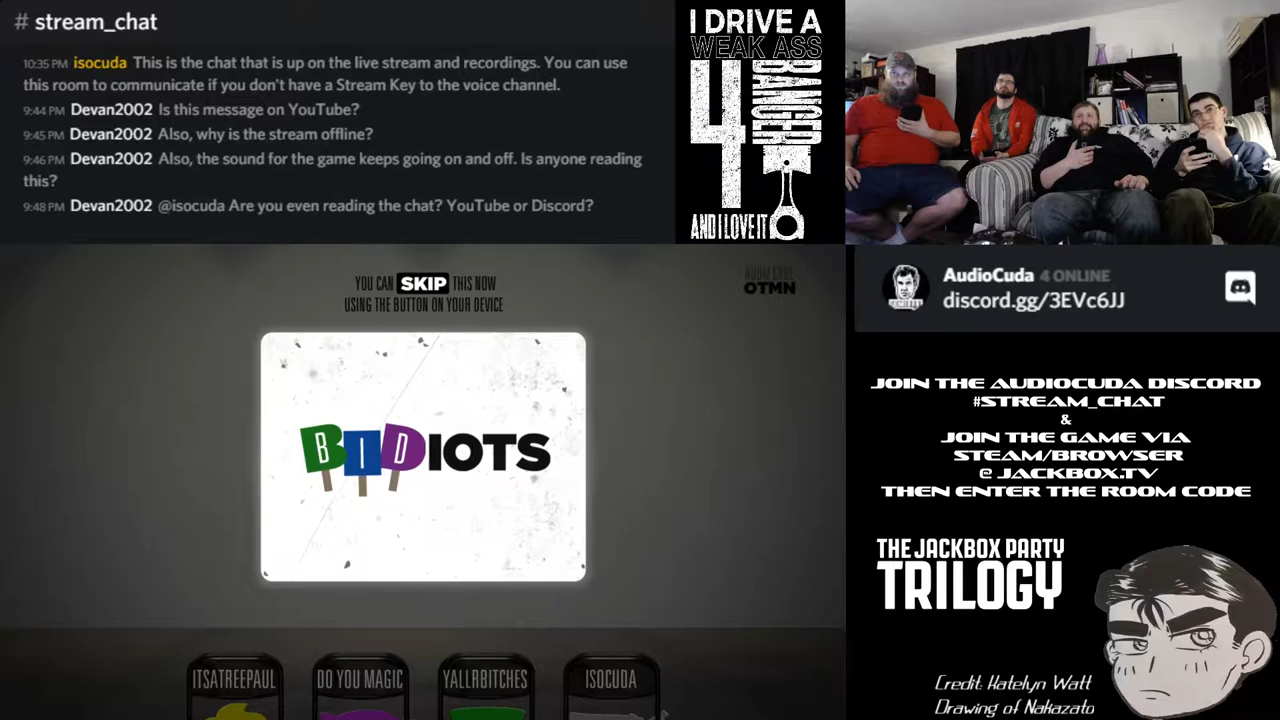 # stream_chat
10:35 PM isocuda This is the chat that is up on the live stream and recordings. You can use
this room to communicate if you don't have a Steam Key to the voice channel.
9:44 PM Devan2002 Is this message on YouTube?
9:45 PM Devan2002 Also, why is the stream offline?
9:46 PM Devan2002 Also, the sound for the game keeps going on and off. Is anyone reading
this?
9:48 PM Devan2002 @isocuda Are you even reading the chat? YouTube or Discord?
I DRIVE A
WEAK ASS
4 BANGER
AND I LOVE IT
YOU CAN SKIP THIS NOW
USING THE BUTTON ON YOUR DEVICE
ROOM CODE
OTMN
BIDIOTS
ITSATREEPAUL
DO YOU MAGIC
YALLRBITCHES
ISOCUDA
AudioCuda 4 ONLINE
discord.gg/3EVc6JJ
JOIN THE AUDIOCUDA DISCORD
#STREAM_CHAT
&
JOIN THE GAME VIA
STEAM/BROWSER
@ JACKBOX.TV
THEN ENTER THE ROOM CODE
THE JACKBOX PARTY
TRILOGY
Credit: Katelyn Watt
Drawing of Nakazato